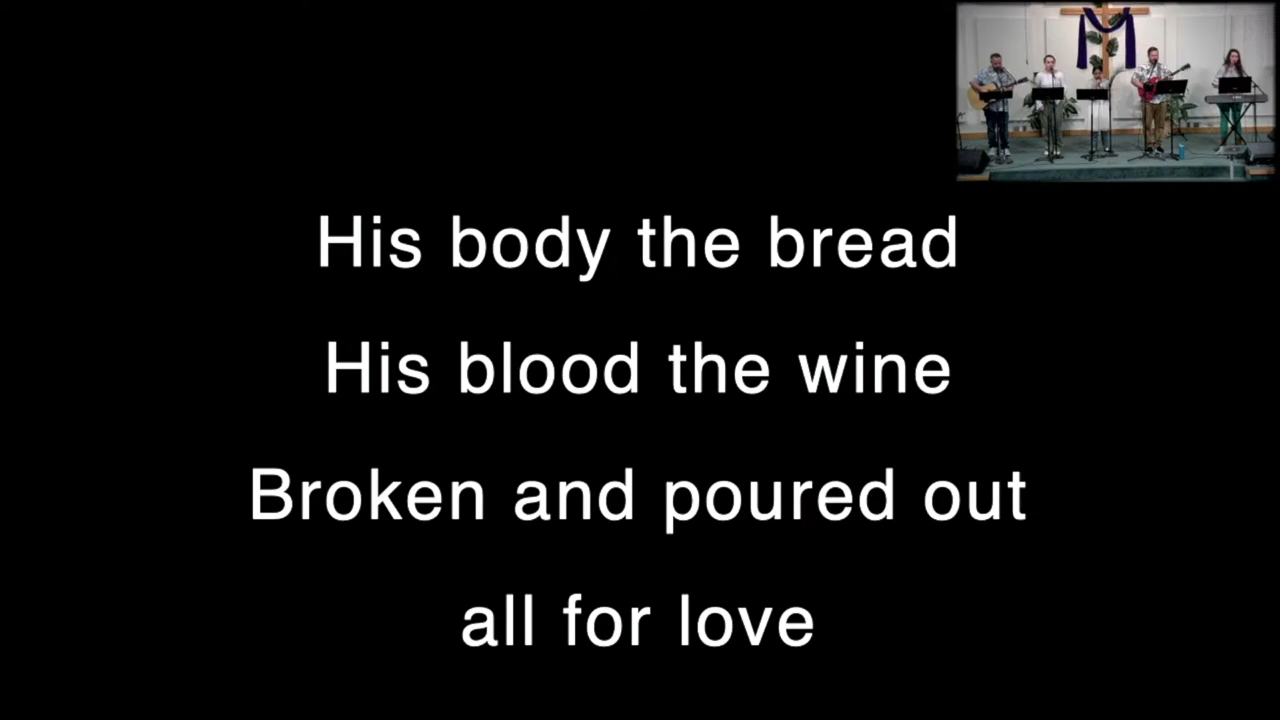 His body the bread
His blood the wine
Broken and poured out
all for love